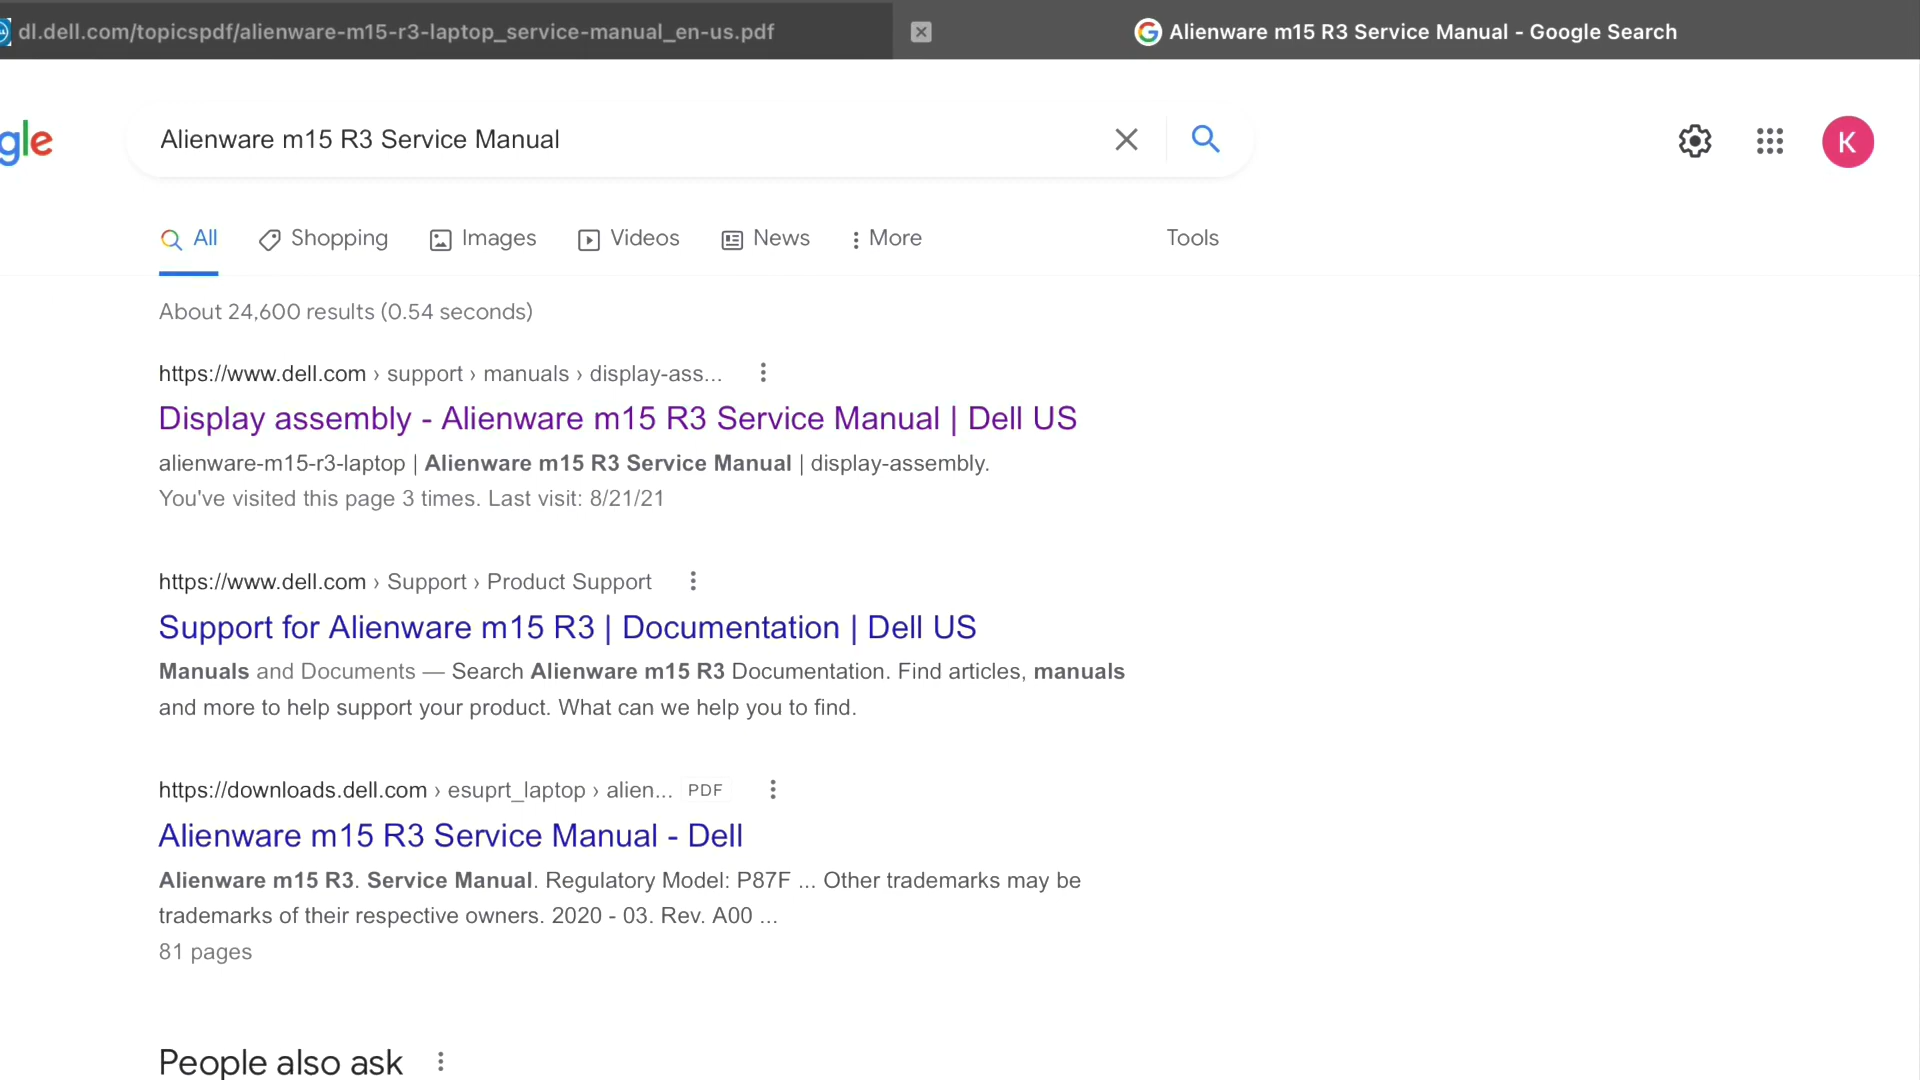 dl.dell.com/topicspdf/alienware-m15-r3-laptop_service-manual_en-us.pdf
Alienware m15 R3 Service Manual - Google Search
gle
Alienware m15 R3 Service Manual
K
All
Shopping
Images
Videos
News
More
Tools
About 24,600 results (0.54 seconds)
https://www.dell.com › support › manuals › display-ass...
Display assembly - Alienware m15 R3 Service Manual | Dell US
alienware-m15-r3-laptop | Alienware m15 R3 Service Manual | display-assembly.
You've visited this page 3 times. Last visit: 8/21/21
https://www.dell.com › Support › Product Support
Support for Alienware m15 R3 | Documentation | Dell US
Manuals and Documents — Search Alienware m15 R3 Documentation. Find articles, manuals
and more to help support your product. What can we help you to find.
https://downloads.dell.com › esuprt_laptop › alien... PDF
Alienware m15 R3 Service Manual - Dell
Alienware m15 R3. Service Manual. Regulatory Model: P87F ... Other trademarks may be
trademarks of their respective owners. 2020 - 03. Rev. A00 ...
81 pages
People also ask